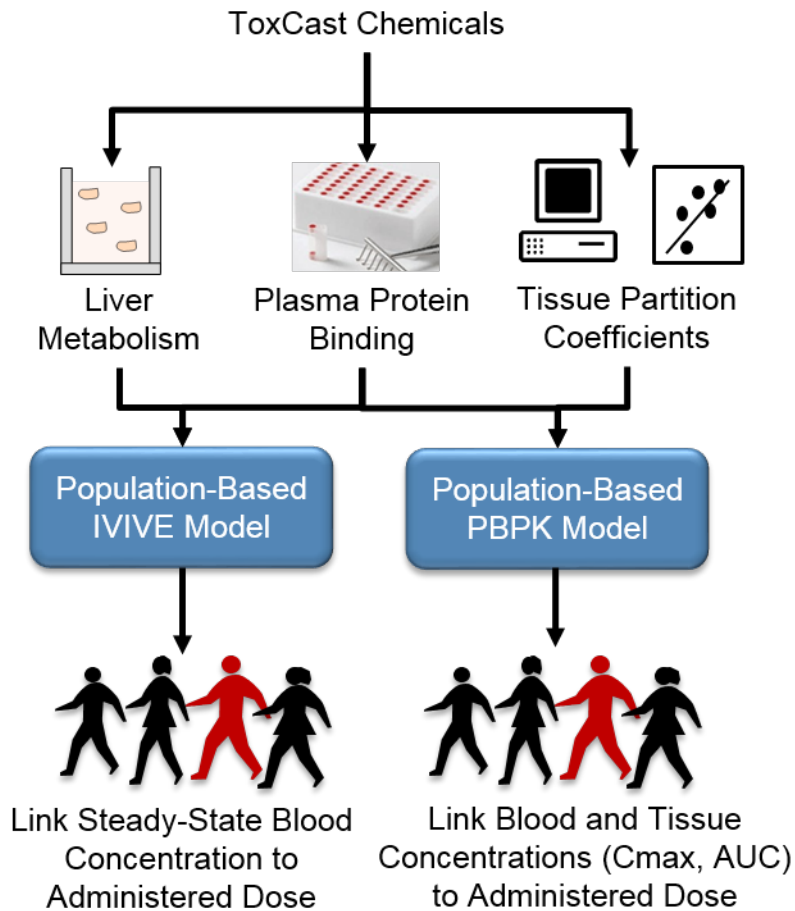 ToxCast Chemicals
Liver
Metabolism
Plasma Protein
Binding
Tissue Partition
Coefficients
Population-Based
IVIVE Model
Population-Based
PBPK Model
Link Steady-State Blood
Concentration to
Administered Dose
Link Blood and Tissue
Concentrations (Cmax, AUC)
to Administered Dose